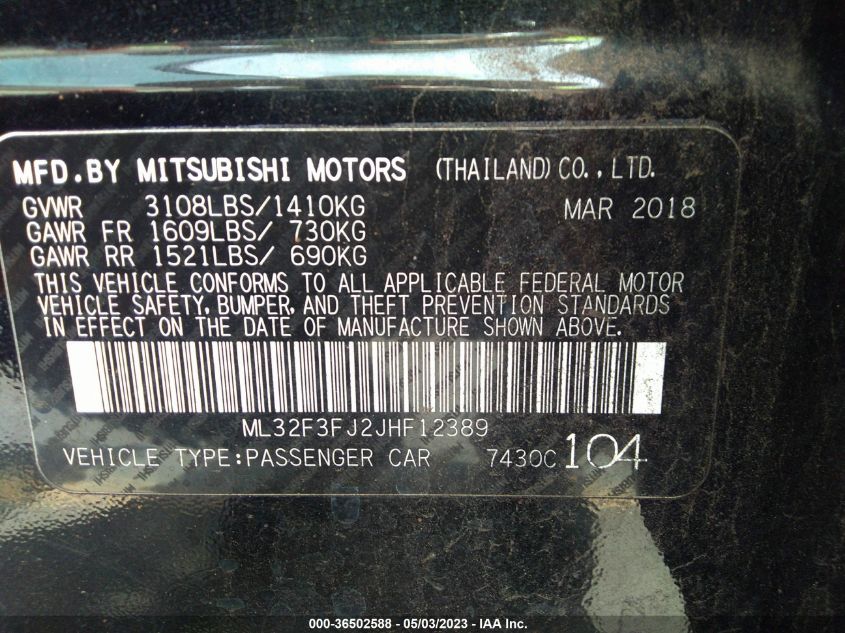 MFD.BY MITSUBISHI MOTORS (THAILAND) CO., LTD.
GVWR 3108LBS/1410KG MAR 2018
GAWR FR 1609LBS/ 730KG
GAWR RR 1521LBS/ 690KG
THIS VEHICLE CONFORMS TO ALL APPLICABLE FEDERAL MOTOR
VEHICLE SAFETY, BUMPER, AND THEFT PREVENTION STANDARDS
IN EFFECT ON THE DATE OF MANUFACTURE SHOWN ABOVE.
ML32F3FJ2JHF12389
VEHICLE TYPE:PASSENGER CAR 7430C 104
000-36502588 - 05/03/2023 - IAA Inc.